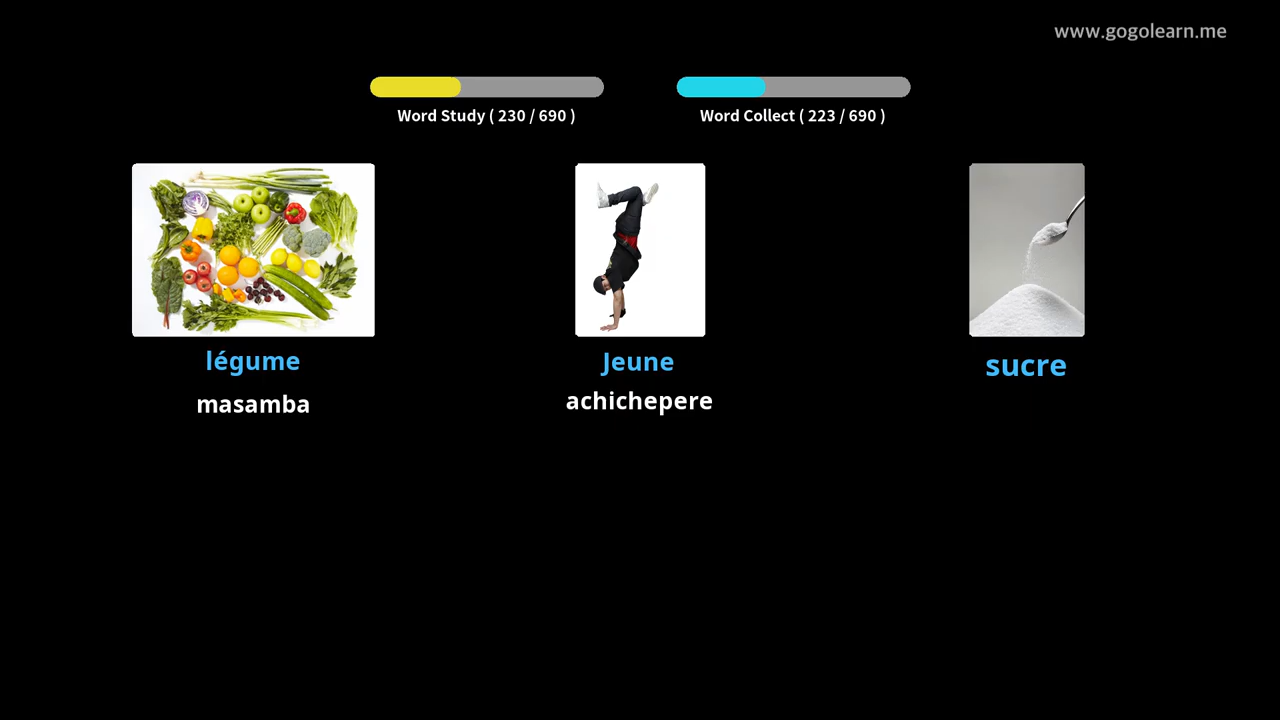 www.gogolearn.me
Word Study ( 230 / 690 )
Word Collect ( 223 / 690 )
légume
Jeune
sucre
masamba
achichepere